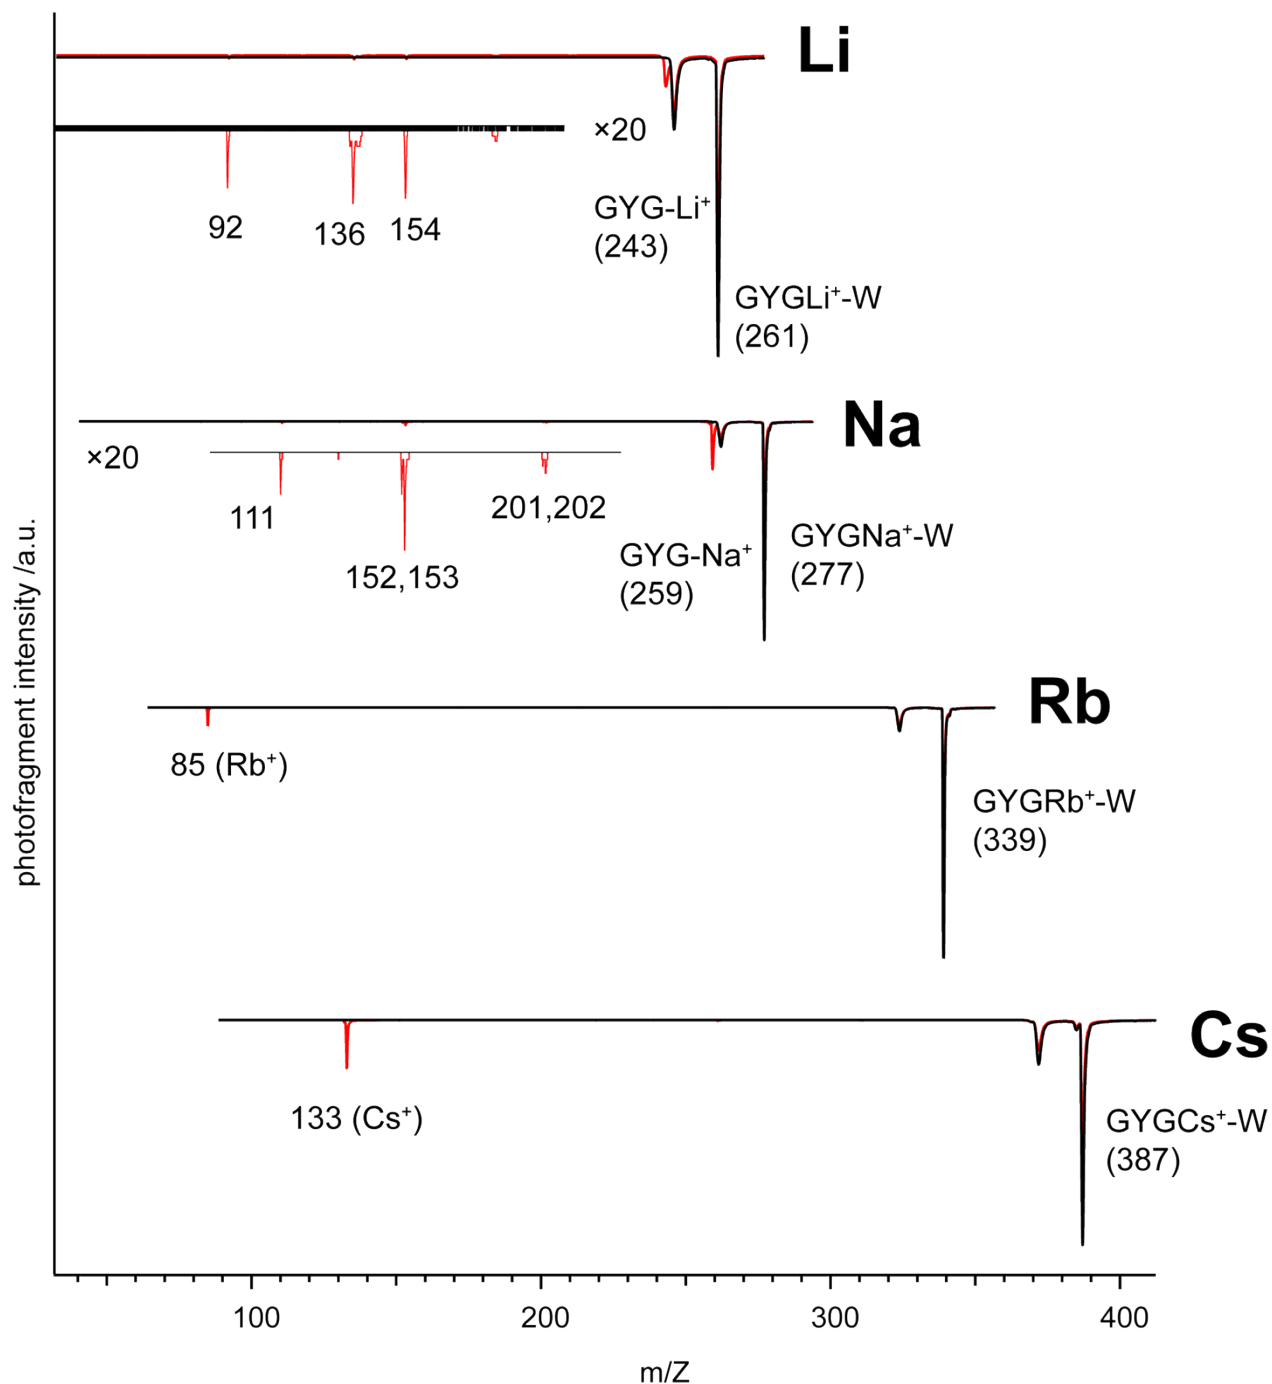 Li
×20
92
136
154
GYG-Li⁺
(243)
GYGLi⁺-W
(261)
Na
×20
111
152,153
201,202
GYG-Na⁺
(259)
GYGNa⁺-W
(277)
photofragment intensity /a.u.
Rb
85 (Rb⁺)
GYGRb⁺-W
(339)
Cs
133 (Cs⁺)
GYGCs⁺-W
(387)
100 200 300 400
m/Z